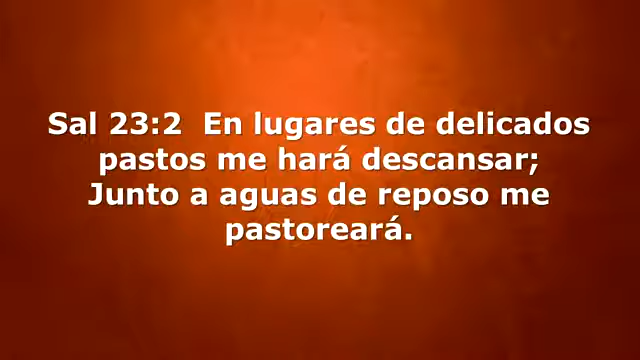 Sal 23:2  En lugares de delicados
pastos me hará descansar;
Junto a aguas de reposo me
pastoreará.